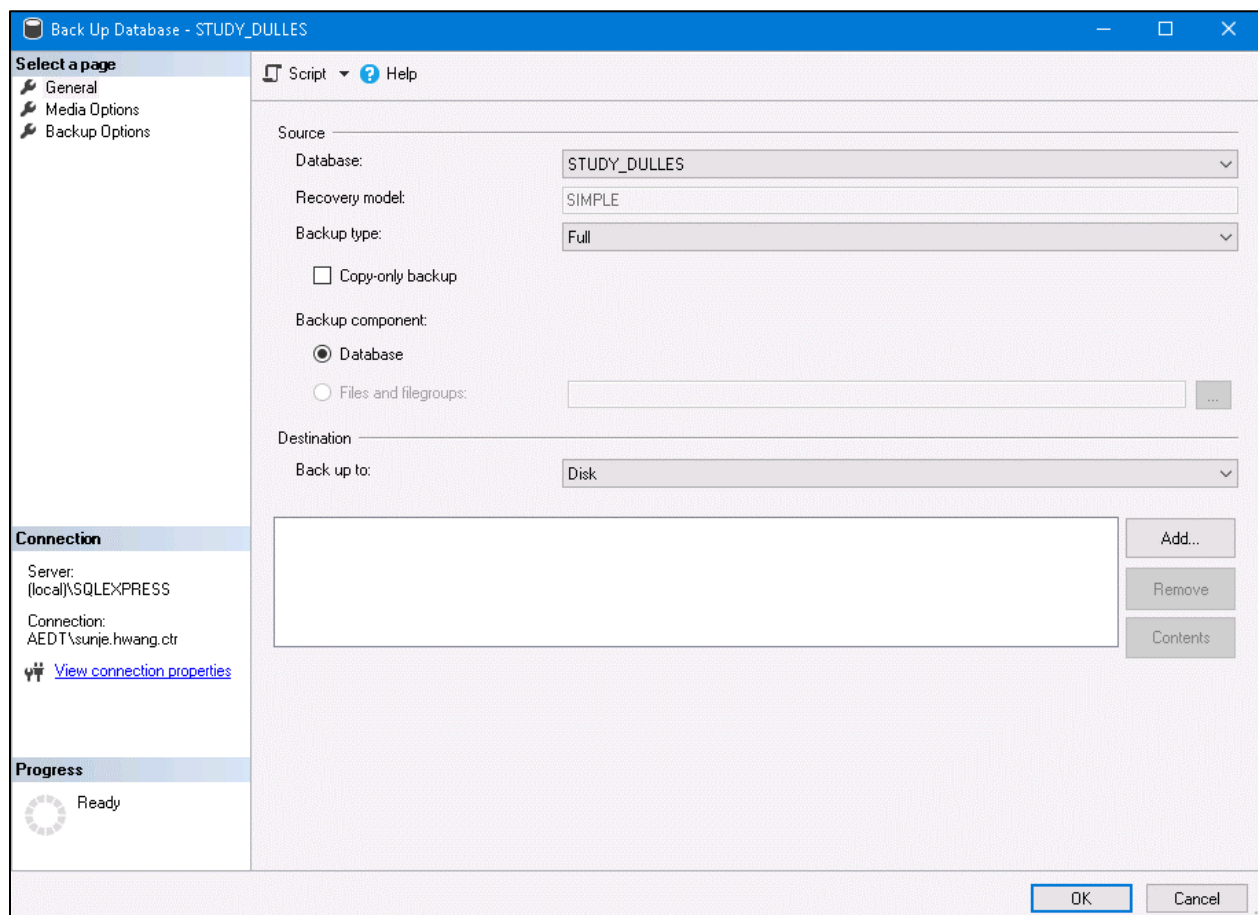 Back Up Database - STUDY_DULLES
Select a page
General
Media Options
Backup Options
Script
Help
Source
Database:
STUDY_DULLES
Recovery model:
SIMPLE
Backup type:
Full
Copy-only backup
Backup component:
Database
Files and filegroups:
...
Destination
Back up to:
Disk
Add...
Remove
Contents
Connection
Server:
(local)\SQLEXPRESS
Connection:
AEDT\sunje.hwang.ctr
View connection properties
Progress
Ready
OK
Cancel